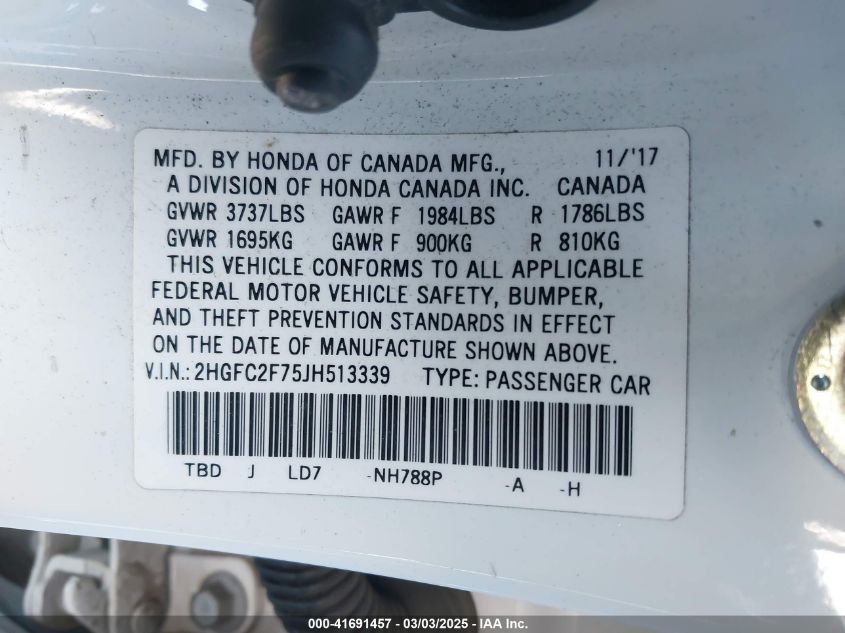 MFD. BY HONDA OF CANADA MFG., 11/'17
A DIVISION OF HONDA CANADA INC. CANADA
GVWR 3737LBS GAWR F 1984LBS R 1786LBS
GVWR 1695KG GAWR F 900KG R 810KG
THIS VEHICLE CONFORMS TO ALL APPLICABLE
FEDERAL MOTOR VEHICLE SAFETY, BUMPER,
AND THEFT PREVENTION STANDARDS IN EFFECT
ON THE DATE OF MANUFACTURE SHOWN ABOVE.
V.I.N.: 2HGFC2F75JH513339 TYPE: PASSENGER CAR
TBD J LD7 -NH788P -A -H
000-41691457 - 03/03/2025 - IAA Inc.